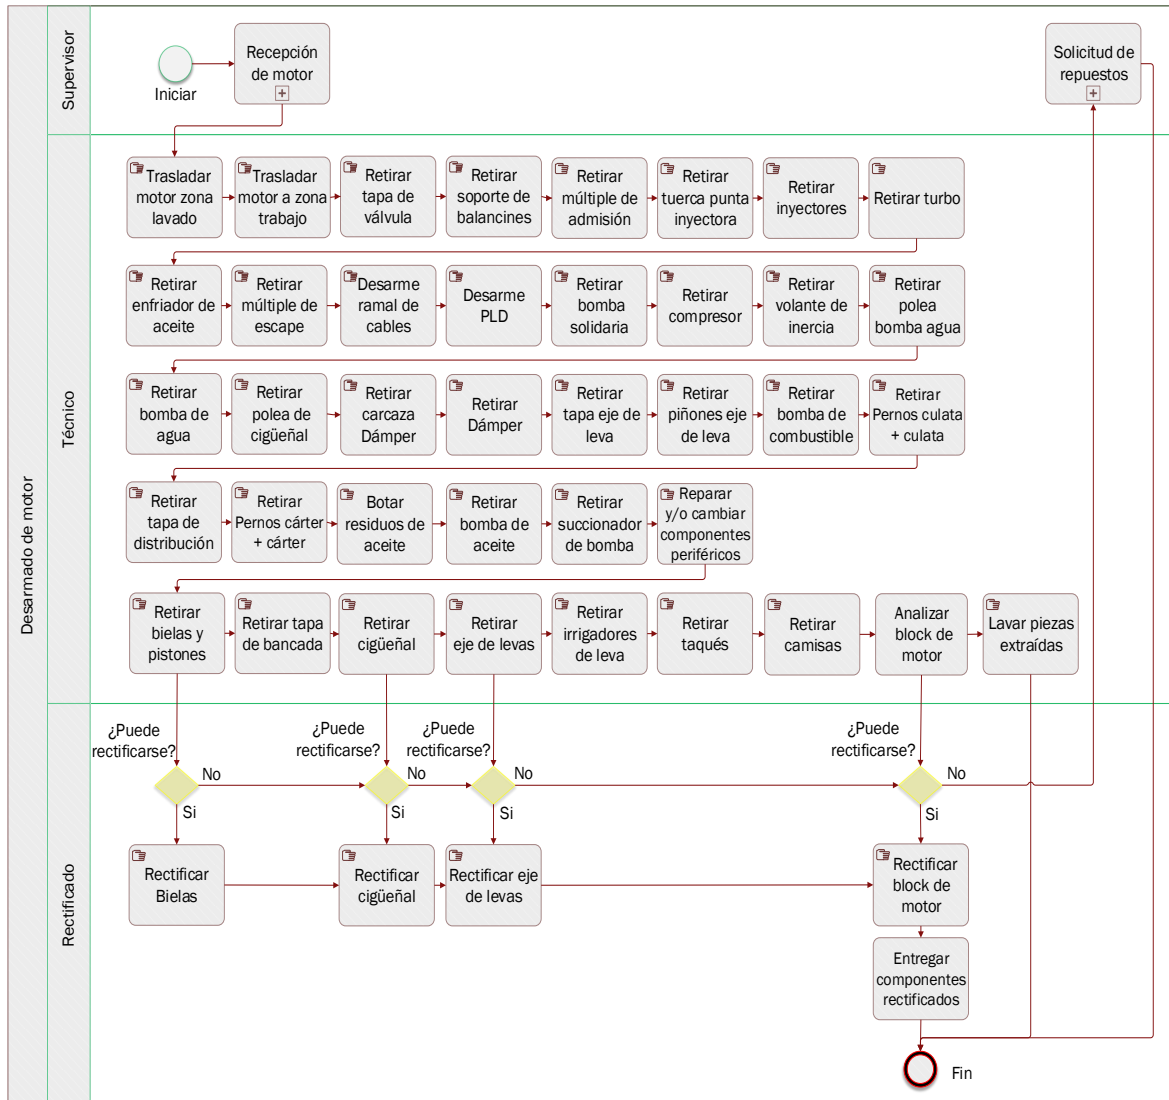 Desarmado de motor
Supervisor
Iniciar
Recepción
de motor
Solicitud de
repuestos
Técnico
Trasladar
motor zona
lavado
Trasladar
motor a zona
trabajo
Retirar
tapa de
válvula
Retirar
soporte de
balancines
Retirar
múltiple de
admisión
Retirar
tuerca punta
inyectora
Retirar
inyectores
Retirar turbo
Retirar
enfriador de
aceite
Retirar
múltiple de
escape
Desarme
ramal de
cables
Desarme
PLD
Retirar
bomba
solidaria
Retirar
compresor
Retirar
volante de
inercia
Retirar
polea
bomba agua
Retirar
bomba de
agua
Retirar
polea de
cigüeñal
Retirar
carcaza
Dámper
Retirar
Dámper
Retirar
tapa eje de
leva
Retirar
piñones eje
de leva
Retirar
bomba de
combustible
Retirar
Pernos culata
+ culata
Retirar
tapa de
distribución
Retirar
Pernos cárter
+ cárter
Botar
residuos de
aceite
Retirar
bomba de
aceite
Retirar
succionador
de bomba
Reparar
y/o cambiar
componentes
periféricos
Retirar
bielas y
pistones
Retirar tapa
de bancada
Retirar
cigüeñal
Retirar
eje de levas
Retirar
irrigadores
de leva
Retirar
taqués
Retirar
camisas
Analizar
block de
motor
Lavar piezas
extraídas
Rectificado
¿Puede
rectificarse?
No
Si
¿Puede
rectificarse?
No
Si
¿Puede
rectificarse?
No
Si
¿Puede
rectificarse?
No
Si
Rectificar
Bielas
Rectificar
cigüeñal
Rectificar eje
de levas
Rectificar
block de
motor
Entregar
componentes
rectificados
Fin